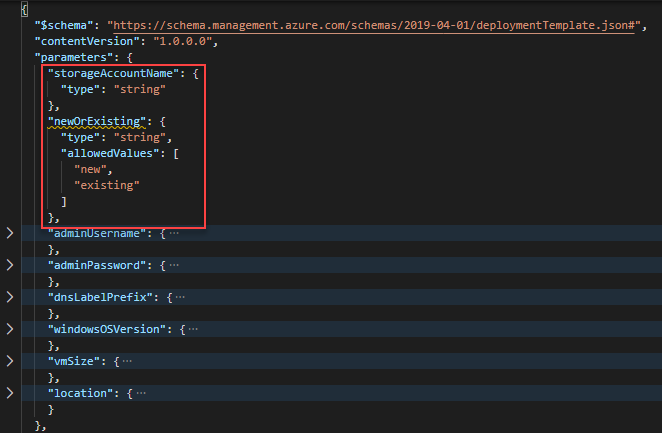 {
"$schema": "https://schema.management.azure.com/schemas/2019-04-01/deploymentTemplate.json#",
"contentVersion": "1.0.0.0",
"parameters": {
"storageAccountName": {
"type": "string"
},
"newOrExisting": {
"type": "string",
"allowedValues": [
"new",
"existing"
]
},
"adminUsername": {···
},
"adminPassword": {···
},
"dnsLabelPrefix": {···
},
"windowsOSVersion": {···
},
"vmSize": {···
},
"location": {···
}
},